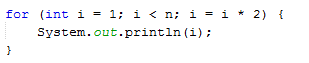 for (int i = 1; i < n; i = i * 2) {
    System.out.println(i);
}